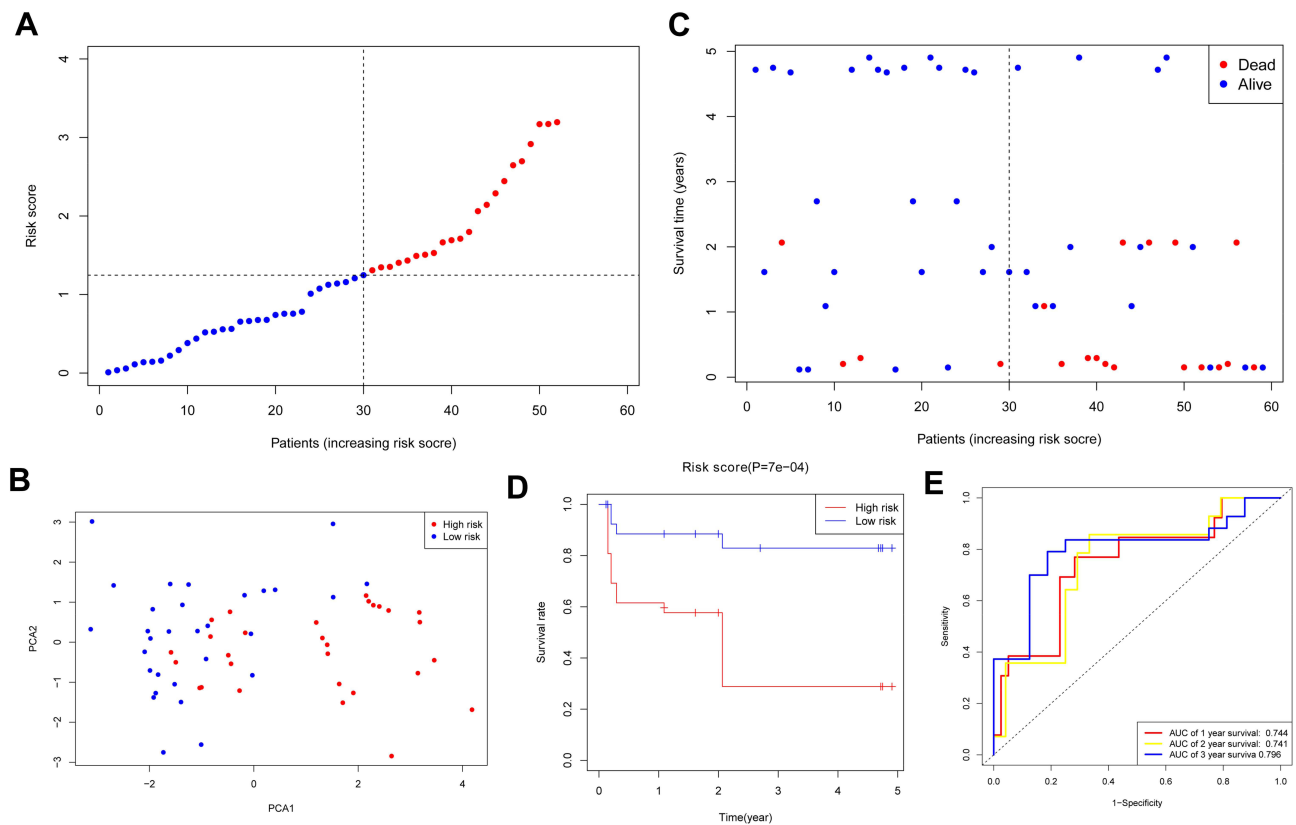 A
Risk score
4
3
2
1
0
0 10 20 30 40 50 60
Patients (increasing risk socre)
C
Survival time (years)
5
4
3
2
1
0
Dead
Alive
0 10 20 30 40 50 60
Patients (increasing risk socre)
B
PCA2
3
2
1
0
−1
−2
−3
High risk
Low risk
−2 0 2 4
PCA1
D
Risk score(P=7e−04)
Survival rate
1.0
0.8
0.6
0.4
0.2
0.0
High risk
Low risk
0 1 2 3 4 5
Time(year)
E
Sensitivity
1.0
0.8
0.6
0.4
0.2
0.0
AUC of 1 year survival: 0.744
AUC of 2 year survival: 0.741
AUC of 3 year surviva 0.796
0.0 0.2 0.4 0.6 0.8 1.0
1−Specificity